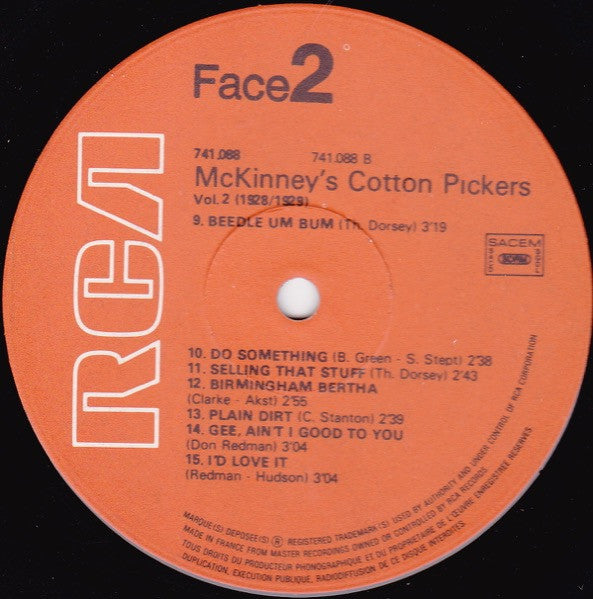 Face 2
741.088 741.088 B
McKinney's Cotton Pickers
Vol. 2 (1928/1929)
9. BEEDLE UM BUM (Th. Dorsey) 3'19
SACEM
RCA
10. DO SOMETHING (B. Green - S. Stept) 2'38
11. SELLING THAT STUFF (Th. Dorsey) 2'43
12. BIRMINGHAM BERTHA
(Clarke - Akst) 2'55
13. PLAIN DIRT (C. Stanton) 2'39
14. GEE, AIN'T I GOOD TO YOU
(Don Redman) 3'04
15. I'D LOVE IT
(Redman - Hudson) 3'04
MARQUE(S) DEPOSEE(S) ® REGISTERED TRADEMARK(S) USED BY AUTHORITY AND UNDER CONTROL OF RCA CORPORATION
MADE IN FRANCE FROM MASTER RECORDINGS OWNED OR CONTROLLED BY RCA RECORDS
TOUS DROITS DU PRODUCTEUR PHONOGRAPHIQUE ET DU PROPRIETAIRE DE L'ŒUVRE ENREGISTREE RESERVES.
DUPLICATION, EXECUTION PUBLIQUE, RADIODIFFUSION DE CE DISQUE INTERDITES.